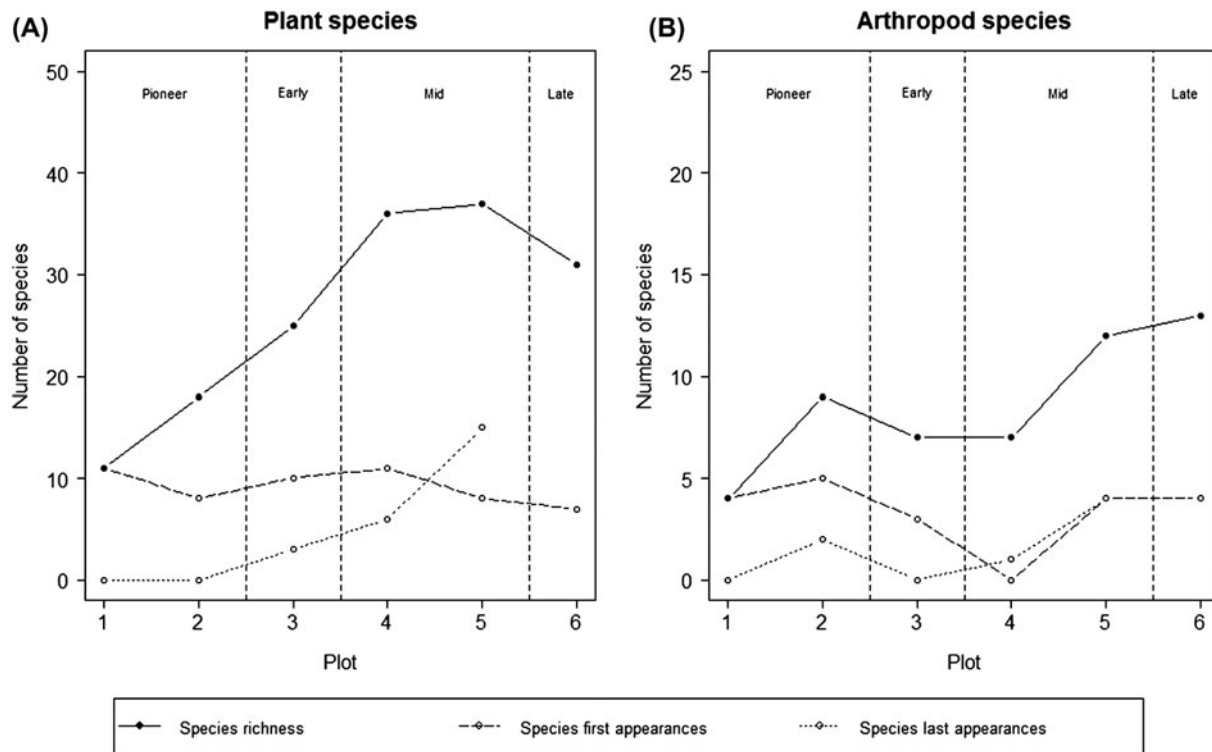 (A)
Plant species
50
40
30
20
10
0
Number of species
Pioneer
Early
Mid
Late
1 2 3 4 5 6
Plot
(B)
Arthropod species
25
20
15
10
5
0
Number of species
Pioneer
Early
Mid
Late
1 2 3 4 5 6
Plot
Species richness
Species first appearances
Species last appearances